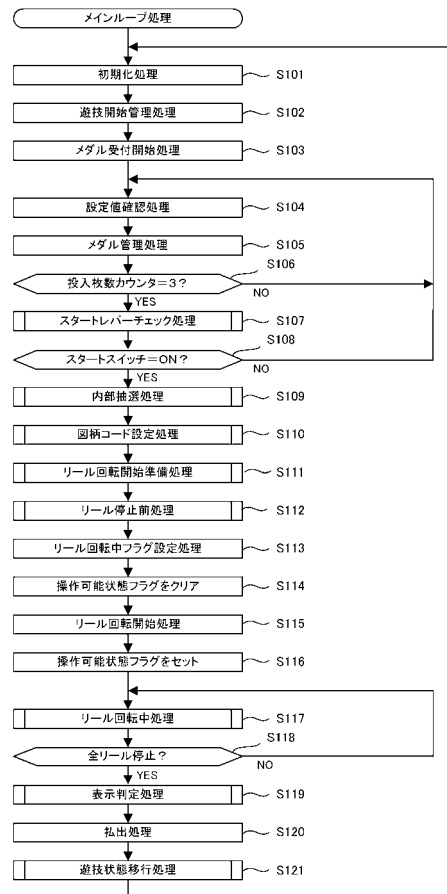 メインループ処理
初期化処理 S101
遊技開始管理処理 S102
メダル受付開始処理 S103
設定値確認処理 S104
メダル管理処理 S105
S106
投入枚数カウンタ=3?
NO
YES
スタートレバーチェック処理 S107
S108
スタートスイッチ=ON?
NO
YES
内部抽選処理 S109
図柄コード設定処理 S110
リール回転開始準備処理 S111
リール停止前処理 S112
リール回転中フラグ設定処理 S113
操作可能状態フラグをクリア S114
リール回転開始処理 S115
操作可能状態フラグをセット S116
リール回転中処理 S117
S118
全リール停止?
NO
YES
表示判定処理 S119
払出処理 S120
遊技状態移行処理 S121